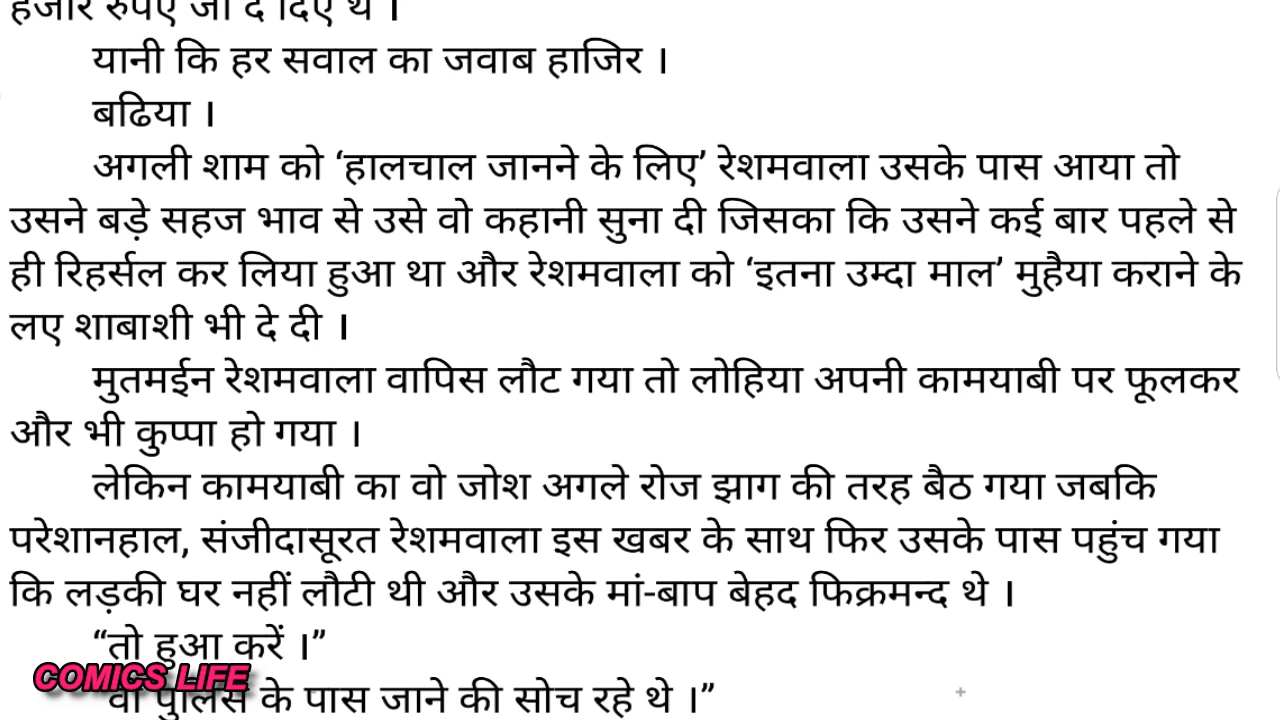 हजार रुपए जो दे दिए थे ।
यानी कि हर सवाल का जवाब हाजिर ।
बढिया ।
अगली शाम को ‘हालचाल जानने के लिए’ रेशमवाला उसके पास आया तो
उसने बड़े सहज भाव से उसे वो कहानी सुना दी जिसका कि उसने कई बार पहले से
ही रिहर्सल कर लिया हुआ था और रेशमवाला को ‘इतना उम्दा माल’ मुहैया कराने के
लए शाबाशी भी दे दी ।
मुतमईन रेशमवाला वापिस लौट गया तो लोहिया अपनी कामयाबी पर फूलकर
और भी कुप्पा हो गया ।
लेकिन कामयाबी का वो जोश अगले रोज झाग की तरह बैठ गया जबकि
परेशानहाल, संजीदासूरत रेशमवाला इस खबर के साथ फिर उसके पास पहुंच गया
कि लड़की घर नहीं लौटी थी और उसके मां-बाप बेहद फिक्रमन्द थे ।
“तो हुआ करें ।”
COMICS LIFE
वो पुलिस के पास जाने की सोच रहे थे ।”